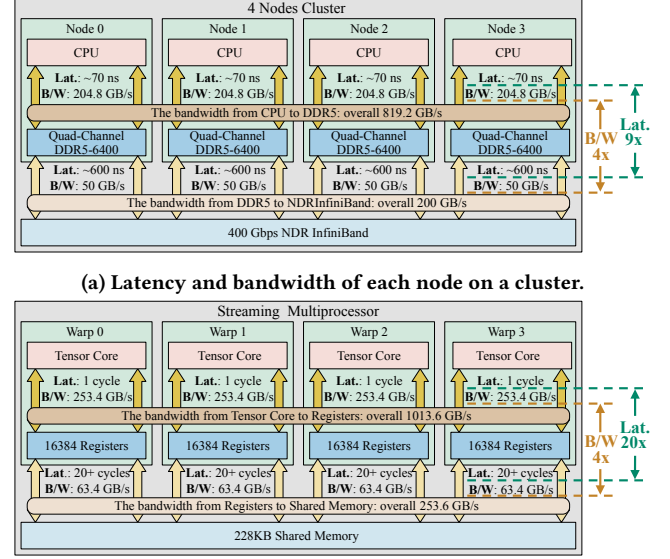 4 Nodes Cluster
Node 0 Node 1 Node 2 Node 3
CPU CPU CPU CPU
Lat.: ~70 ns Lat.: ~70 ns Lat.: ~70 ns Lat.: ~70 ns
B/W: 204.8 GB/s B/W: 204.8 GB/s B/W: 204.8 GB/s B/W: 204.8 GB/s
The bandwidth from CPU to DDR5: overall 819.2 GB/s
Quad-Channel Quad-Channel Quad-Channel Quad-Channel
DDR5-6400 DDR5-6400 DDR5-6400 DDR5-6400
Lat.: ~600 ns Lat.: ~600 ns Lat.: ~600 ns Lat.: ~600 ns
B/W: 50 GB/s B/W: 50 GB/s B/W: 50 GB/s B/W: 50 GB/s
The bandwidth from DDR5 to NDRInfiniBand: overall 200 GB/s
400 Gbps NDR InfiniBand
B/W
4x
Lat.
9x
(a) Latency and bandwidth of each node on a cluster.
Streaming Multiprocessor
Warp 0 Warp 1 Warp 2 Warp 3
Tensor Core Tensor Core Tensor Core Tensor Core
Lat.: 1 cycle Lat.: 1 cycle Lat.: 1 cycle Lat.: 1 cycle
B/W: 253.4 GB/s B/W: 253.4 GB/s B/W: 253.4 GB/s B/W: 253.4 GB/s
The bandwidth from Tensor Core to Registers: overall 1013.6 GB/s
16384 Registers 16384 Registers 16384 Registers 16384 Registers
Lat.: 20+ cycles Lat.: 20+ cycles Lat.: 20+ cycles Lat.: 20+ cycles
B/W: 63.4 GB/s B/W: 63.4 GB/s B/W: 63.4 GB/s B/W: 63.4 GB/s
The bandwidth from Registers to Shared Memory: overall 253.6 GB/s
228KB Shared Memory
B/W
4x
Lat.
20x